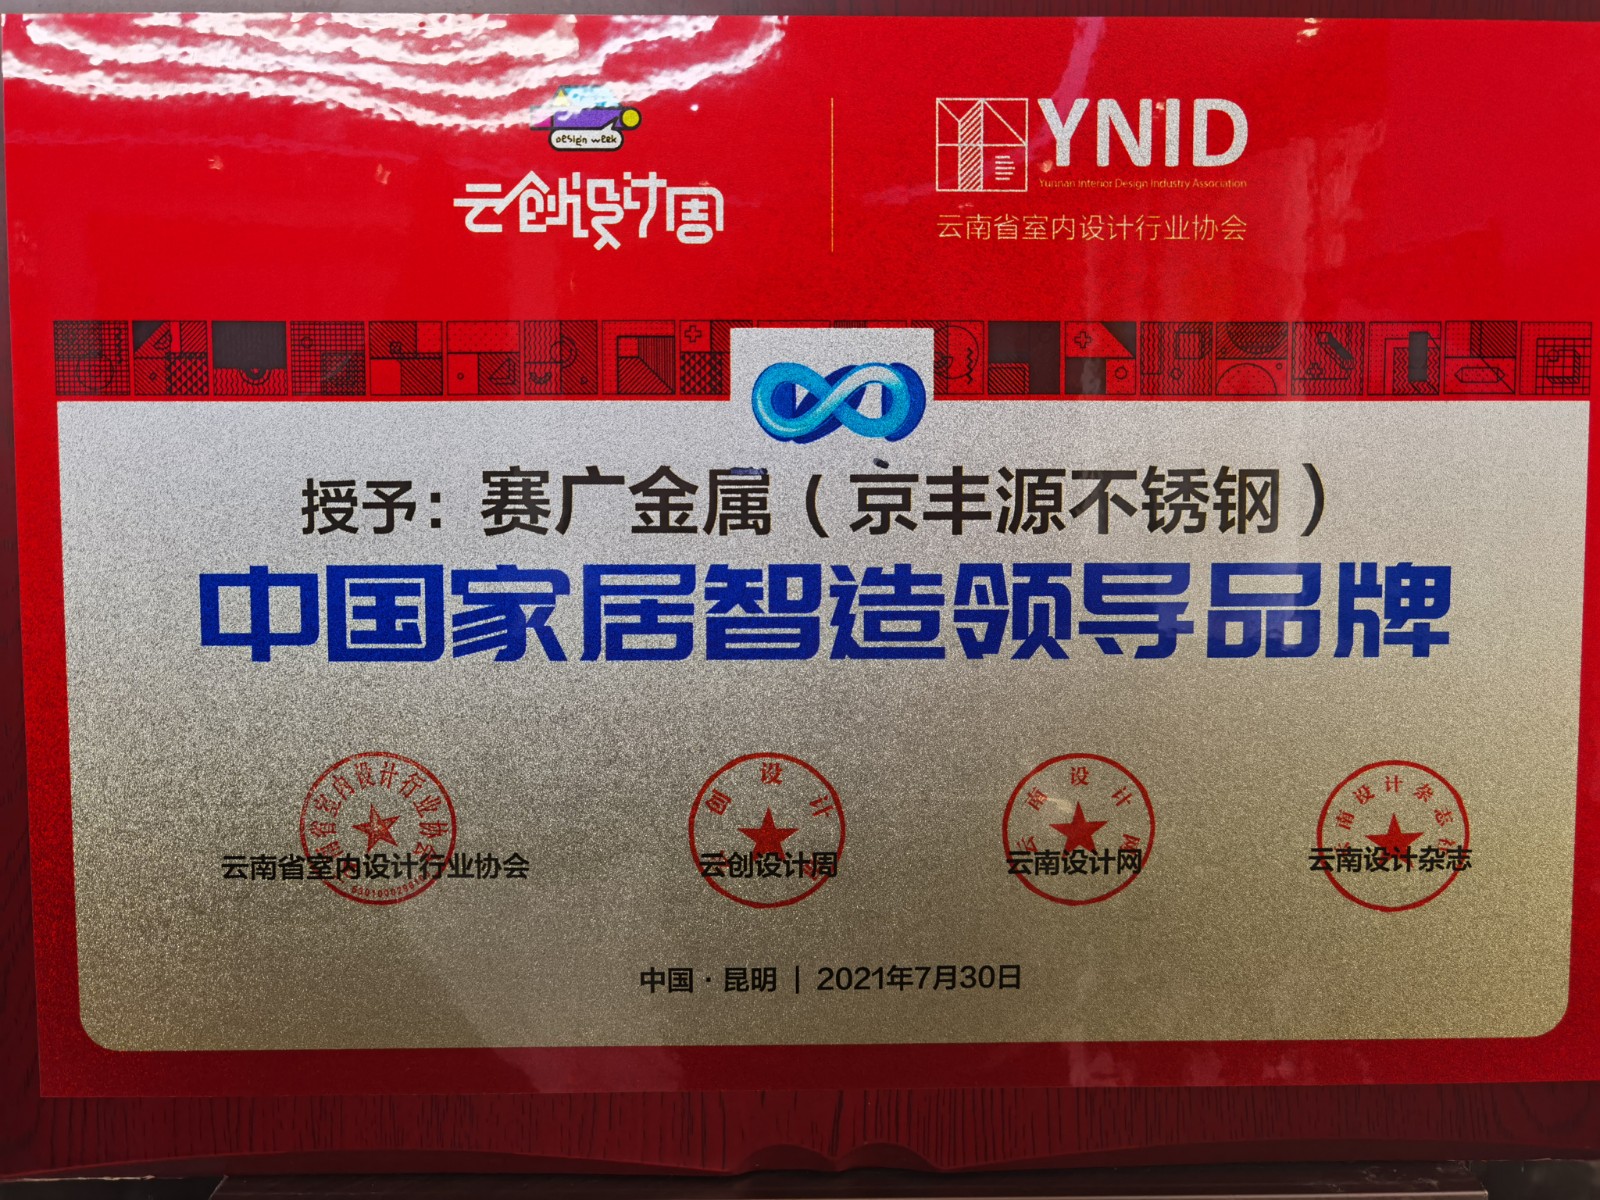 Design week
云创设计周
YNID
Yunnan Interior Design Industry Association
云南省室内设计行业协会
授予：赛广金属（京丰源不锈钢）
中国家居智造领导品牌
云南省室内设计行业协会
云创设计周
云南设计网
云南设计杂志
中国·昆明 | 2021年7月30日